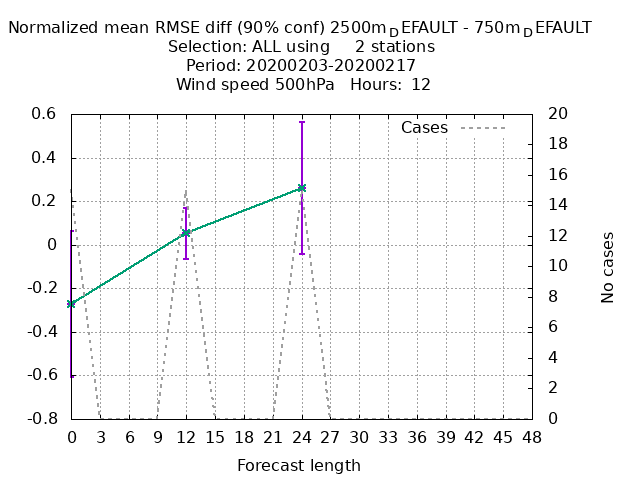 Normalized mean RMSE diff (90% conf) 2500m_DEFAULT - 750m_DEFAULT
Selection: ALL using 2 stations
Period: 20200203-20200217
Wind speed 500hPa Hours: 12
Cases
0.6
0.4
0.2
0
-0.2
-0.4
-0.6
-0.8
20
18
16
14
12
10
8
6
4
2
0
No cases
0 3 6 9 12 15 18 21 24 27 30 33 36 39 42 45 48
Forecast length